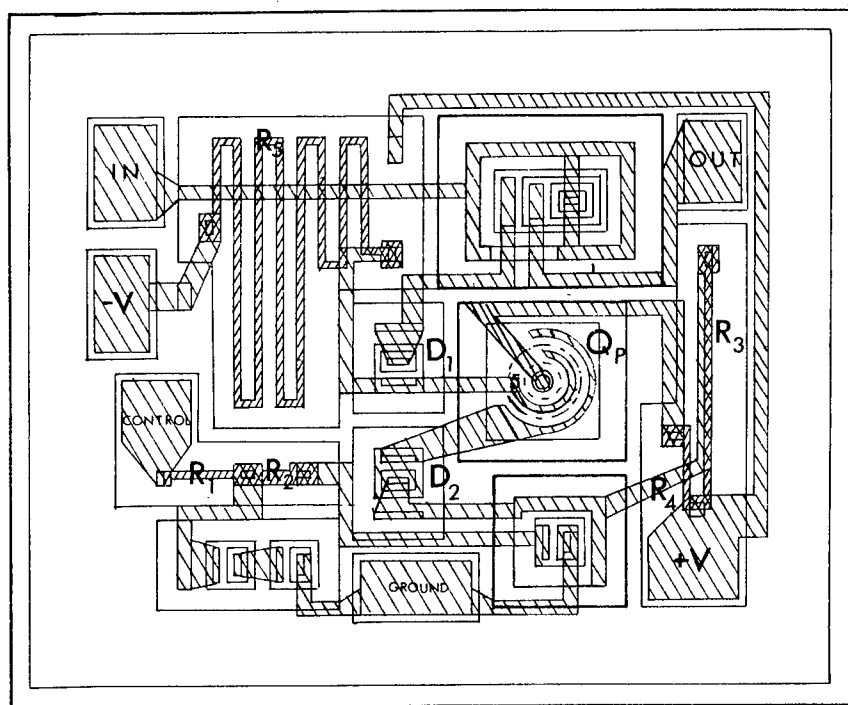 IN
R5
OUT
-V
D1
QP
R3
CONTROL
R1
R2
D2
R4
+V
GROUND